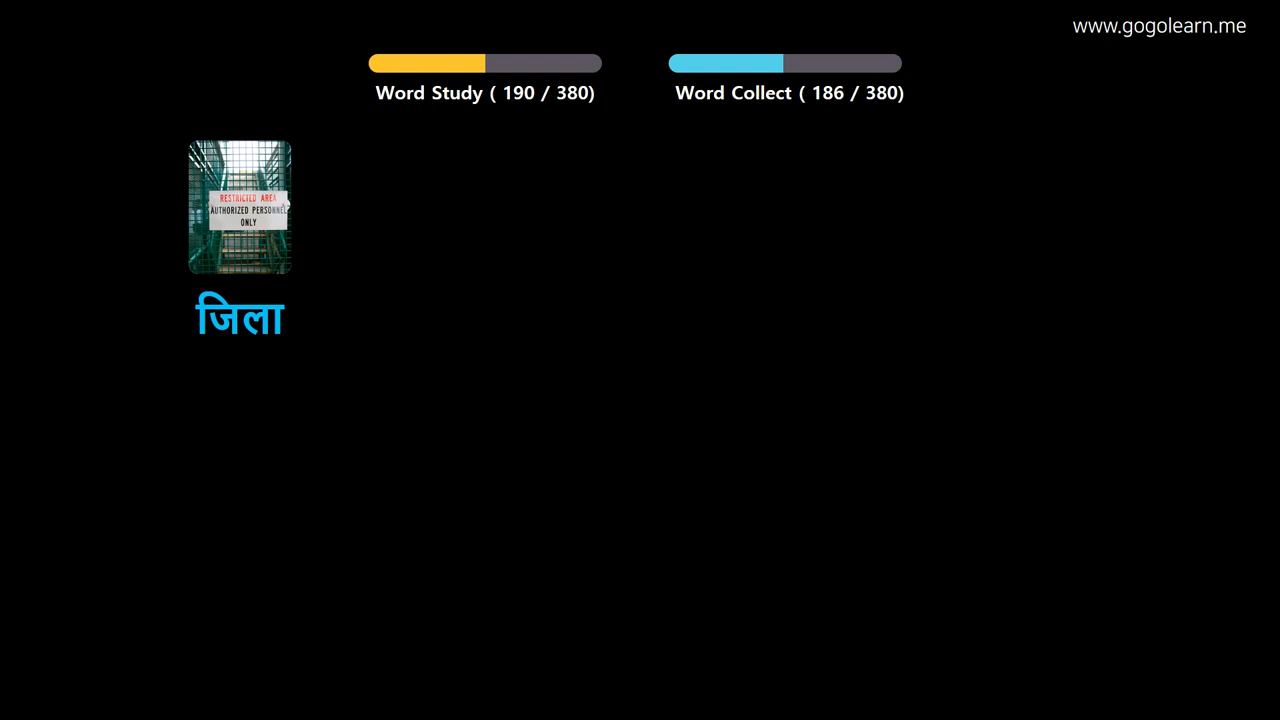 www.gogolearn.me
Word Study ( 190 / 380)
Word Collect ( 186 / 380)
RESTRICTED AREA
AUTHORIZED PERSONNEL
ONLY
जिला